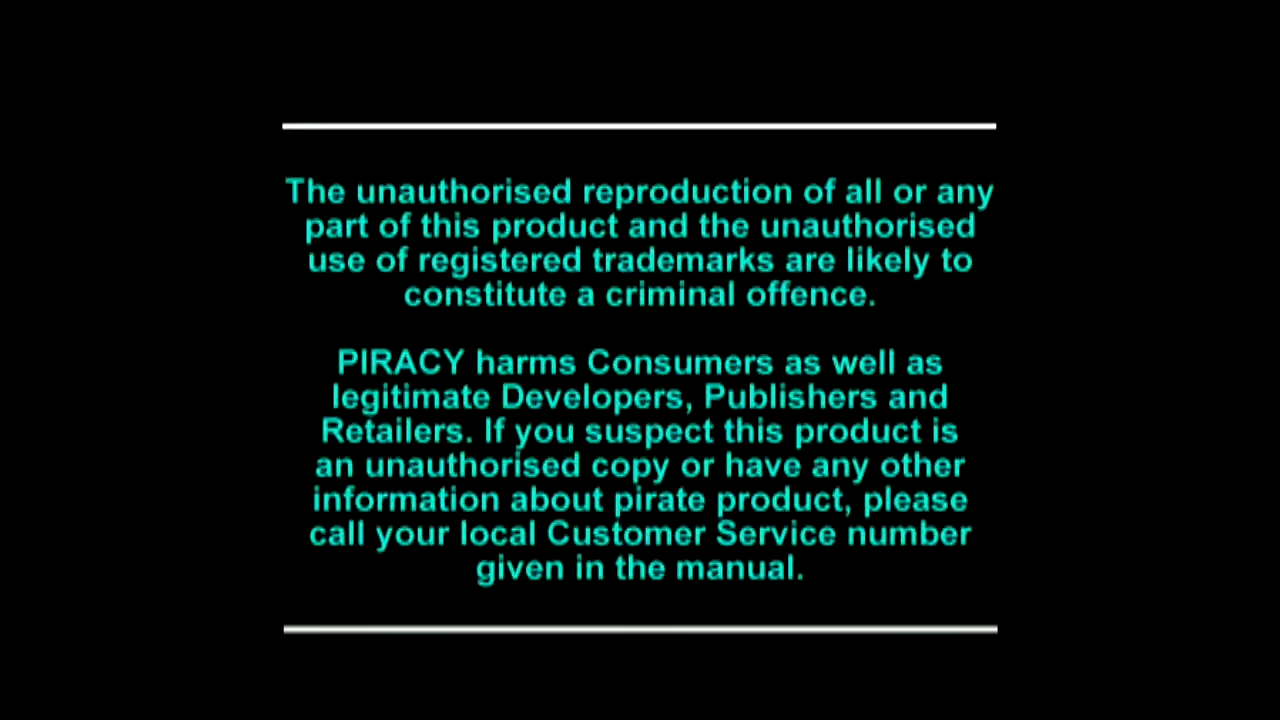 The unauthorised reproduction of all or any
part of this product and the unauthorised
use of registered trademarks are likely to
constitute a criminal offence.
PIRACY harms Consumers as well as
legitimate Developers, Publishers and
Retailers. If you suspect this product is
an unauthorised copy or have any other
information about pirate product, please
call your local Customer Service number
given in the manual.